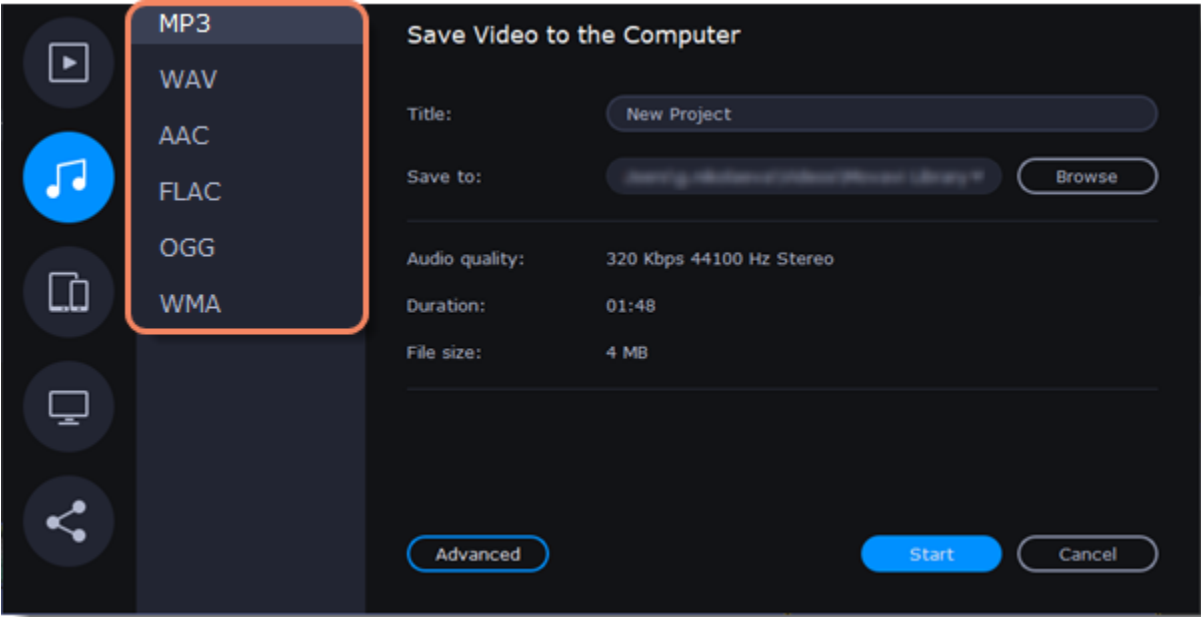 MP3
WAV
AAC
FLAC
OGG
WMA
Save Video to the Computer
Title: New Project
Save to: Browse
Audio quality: 320 Kbps 44100 Hz Stereo
Duration: 01:48
File size: 4 MB
Advanced Start Cancel